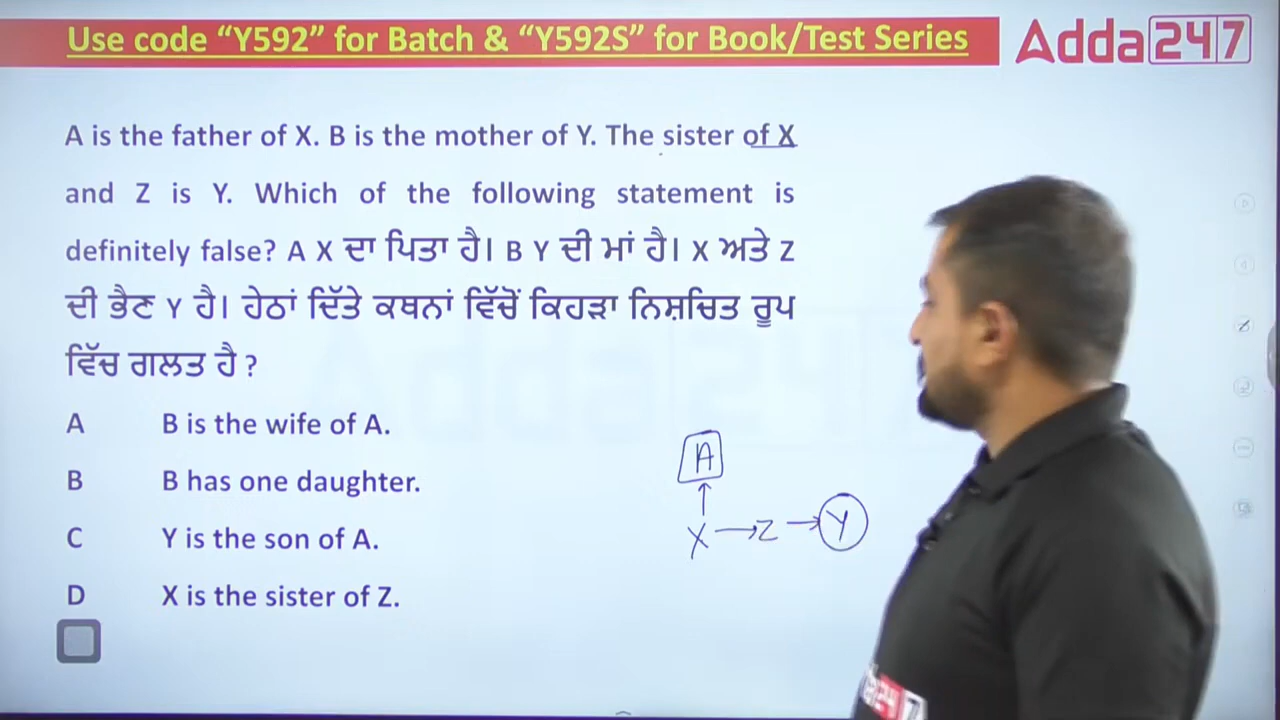 Use code “Y592” for Batch & “Y592S” for Book/Test Series
Adda247
A is the father of X. B is the mother of Y. The sister of X
and Z is Y. Which of the following statement is
definitely false? A X ਦਾ ਪਿਤਾ ਹੈ। B Y ਦੀ ਮਾਂ ਹੈ। X ਅਤੇ Z
ਦੀ ਭੈਣ Y ਹੈ। ਹੇਠਾਂ ਦਿੱਤੇ ਕਥਨਾਂ ਵਿੱਚੋਂ ਕਿਹੜਾ ਨਿਸ਼ਚਿਤ ਰੂਪ
ਵਿੱਚ ਗਲਤ ਹੈ ?
A B is the wife of A.
B B has one daughter.
C Y is the son of A.
D X is the sister of Z.
A
X → Z → Y
247